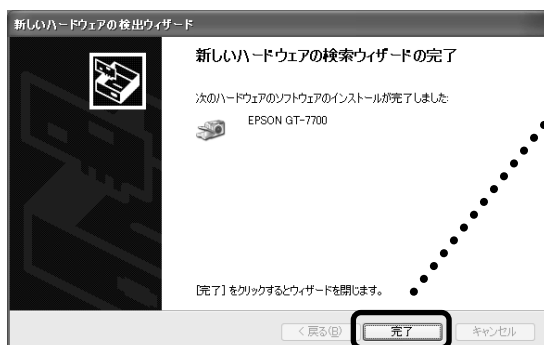 新しいハードウェアの検出ウィザード
新しいハードウェアの検索ウィザードの完了
次のハードウェアのソフトウェアのインストールが完了しました:
EPSON GT-7700
[完了] をクリックするとウィザードを閉じます。
< 戻る(B) 完了 キャンセル